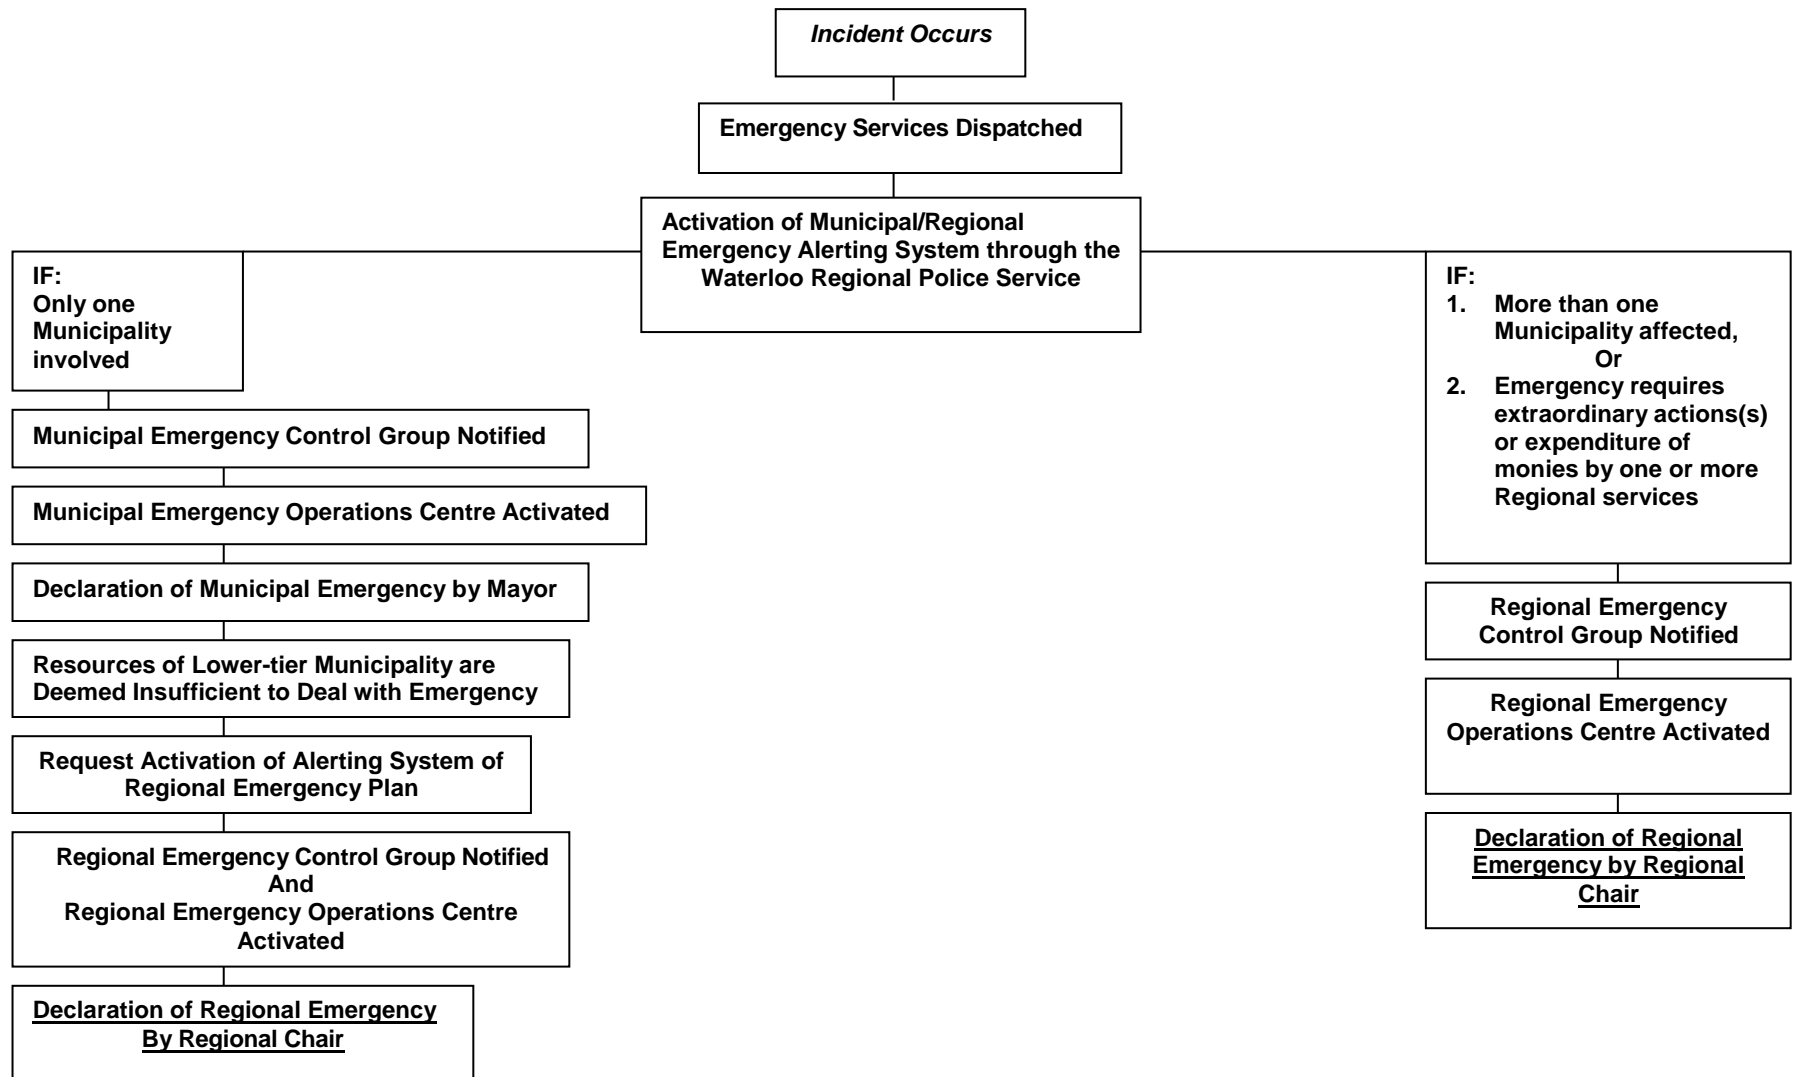 Incident Occurs
Emergency Services Dispatched
Activation of Municipal/Regional
Emergency Alerting System through the
Waterloo Regional Police Service
IF:
Only one
Municipality
involved
Municipal Emergency Control Group Notified
Municipal Emergency Operations Centre Activated
Declaration of Municipal Emergency by Mayor
Resources of Lower-tier Municipality are
Deemed Insufficient to Deal with Emergency
Request Activation of Alerting System of
Regional Emergency Plan
Regional Emergency Control Group Notified
And
Regional Emergency Operations Centre
Activated
Declaration of Regional Emergency
By Regional Chair
IF:
1. More than one
Municipality affected,
Or
2. Emergency requires
extraordinary actions(s)
or expenditure of
monies by one or more
Regional services
Regional Emergency
Control Group Notified
Regional Emergency
Operations Centre Activated
Declaration of Regional
Emergency by Regional
Chair